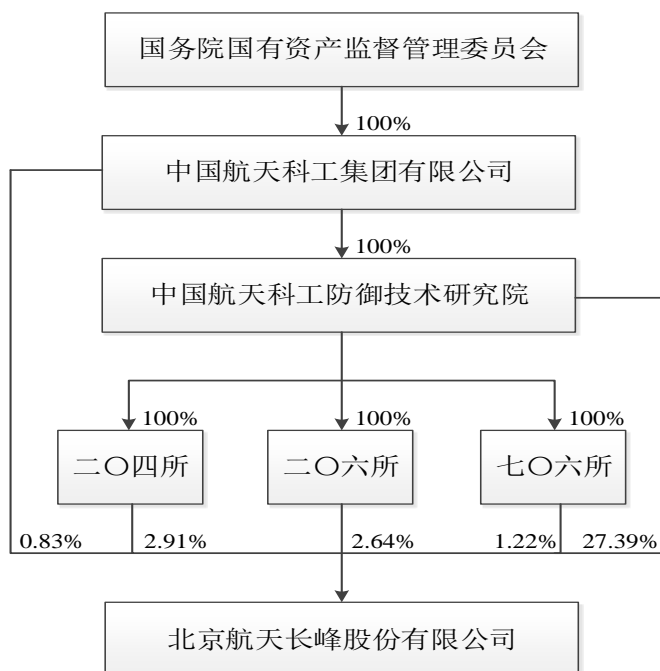 国务院国有资产监督管理委员会
100%
中国航天科工集团有限公司
100%
中国航天科工防御技术研究院
100% 100% 100%
二〇四所 二〇六所 七〇六所
0.83% 2.91% 2.64% 1.22% 27.39%
北京航天长峰股份有限公司